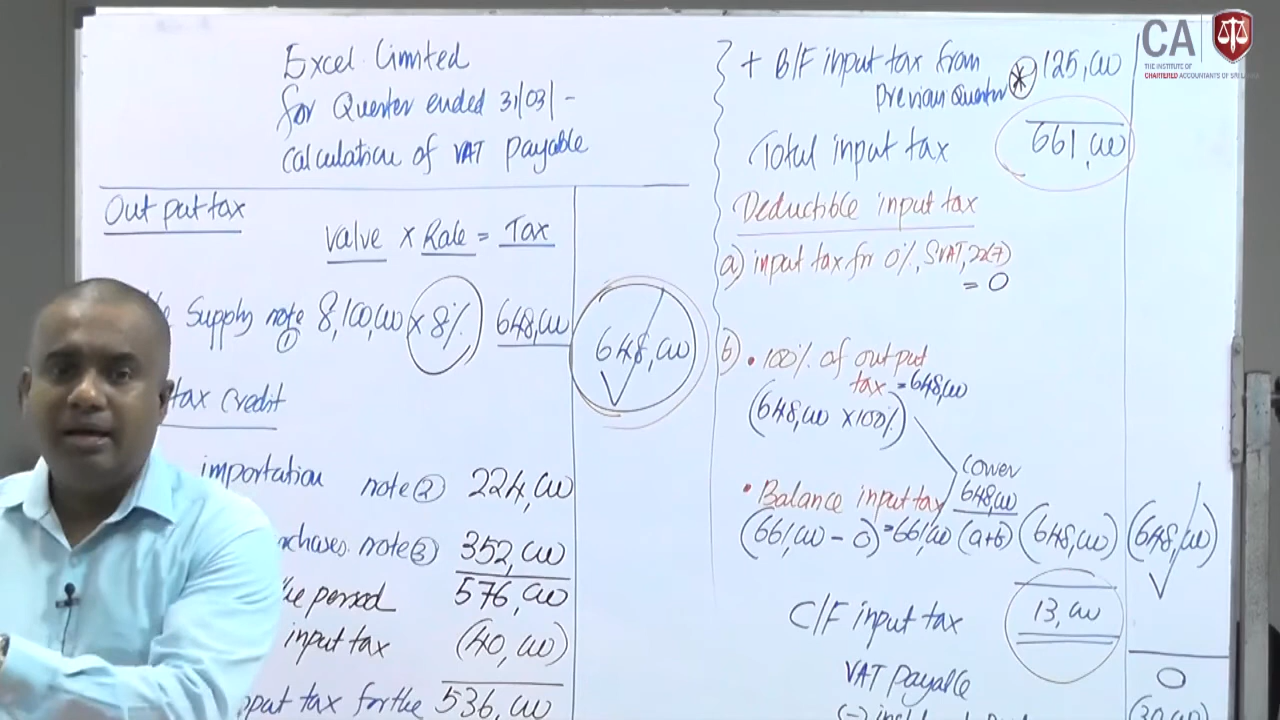 Excel Limited
for Quarter ended 31/03/-
Calculation of VAT payable
Out put tax
Value × Rate = Tax
Supply note ① 8,100,000 × 8% 648,000 648,000
tax credit
importation note ② 224,000
note ③ 352,000
period 576,000
input tax (40,000)
tax for the 536,000
+ B/F input tax from 125,000
previous Quarter
Total input tax 661,000
Deductible input tax
a) input tax for 0%, SVAT, 22(7)
= 0
b) • 100% of output
tax = 648,000
(648,000 × 100%)
Lower
• Balance input tax 648,000
(661,000 - 0) = 661,000 (a+b) (648,000) (648,000)
C/F input tax 13,000
VAT payable 0
CA
THE INSTITUTE OF
CHARTERED ACCOUNTANTS OF SRI LANKA